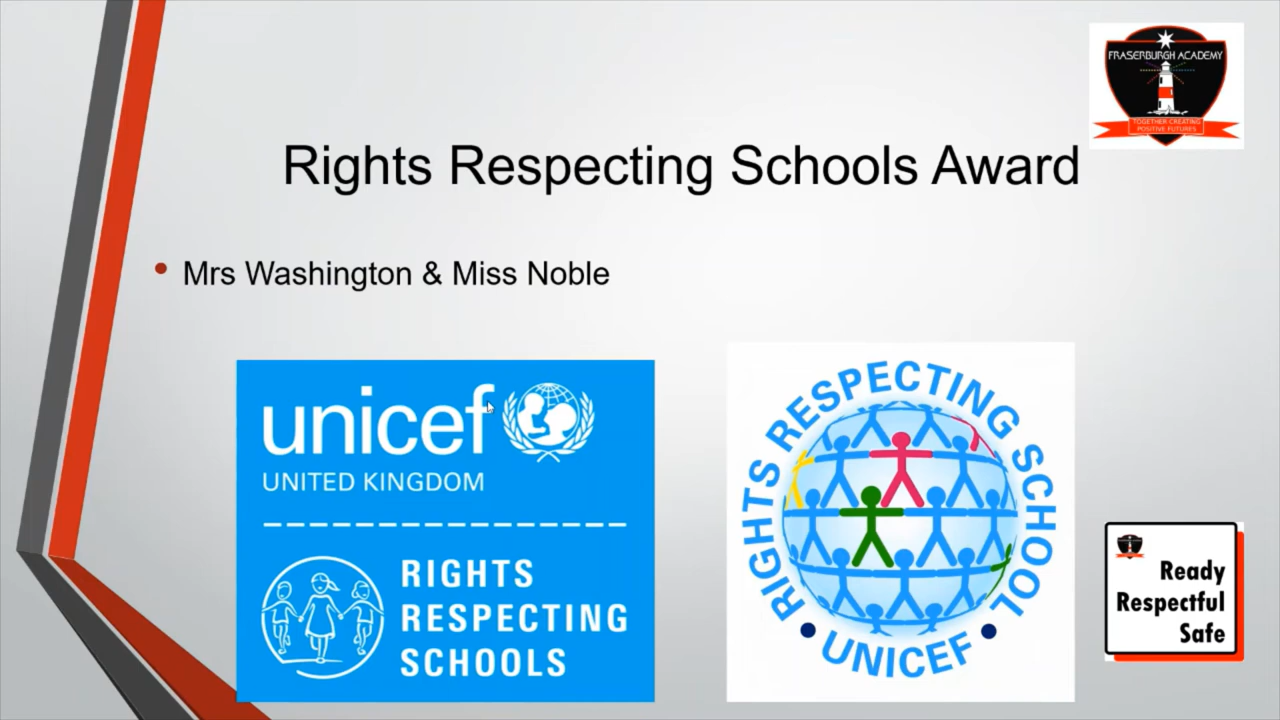 FRASERBURGH ACADEMY
TOGETHER CREATING
POSITIVE FUTURES
Rights Respecting Schools Award
• Mrs Washington & Miss Noble
unicef
UNITED KINGDOM
RIGHTS
RESPECTING
SCHOOLS
RIGHTS RESPECTING SCHOOL
• UNICEF •
Ready
Respectful
Safe